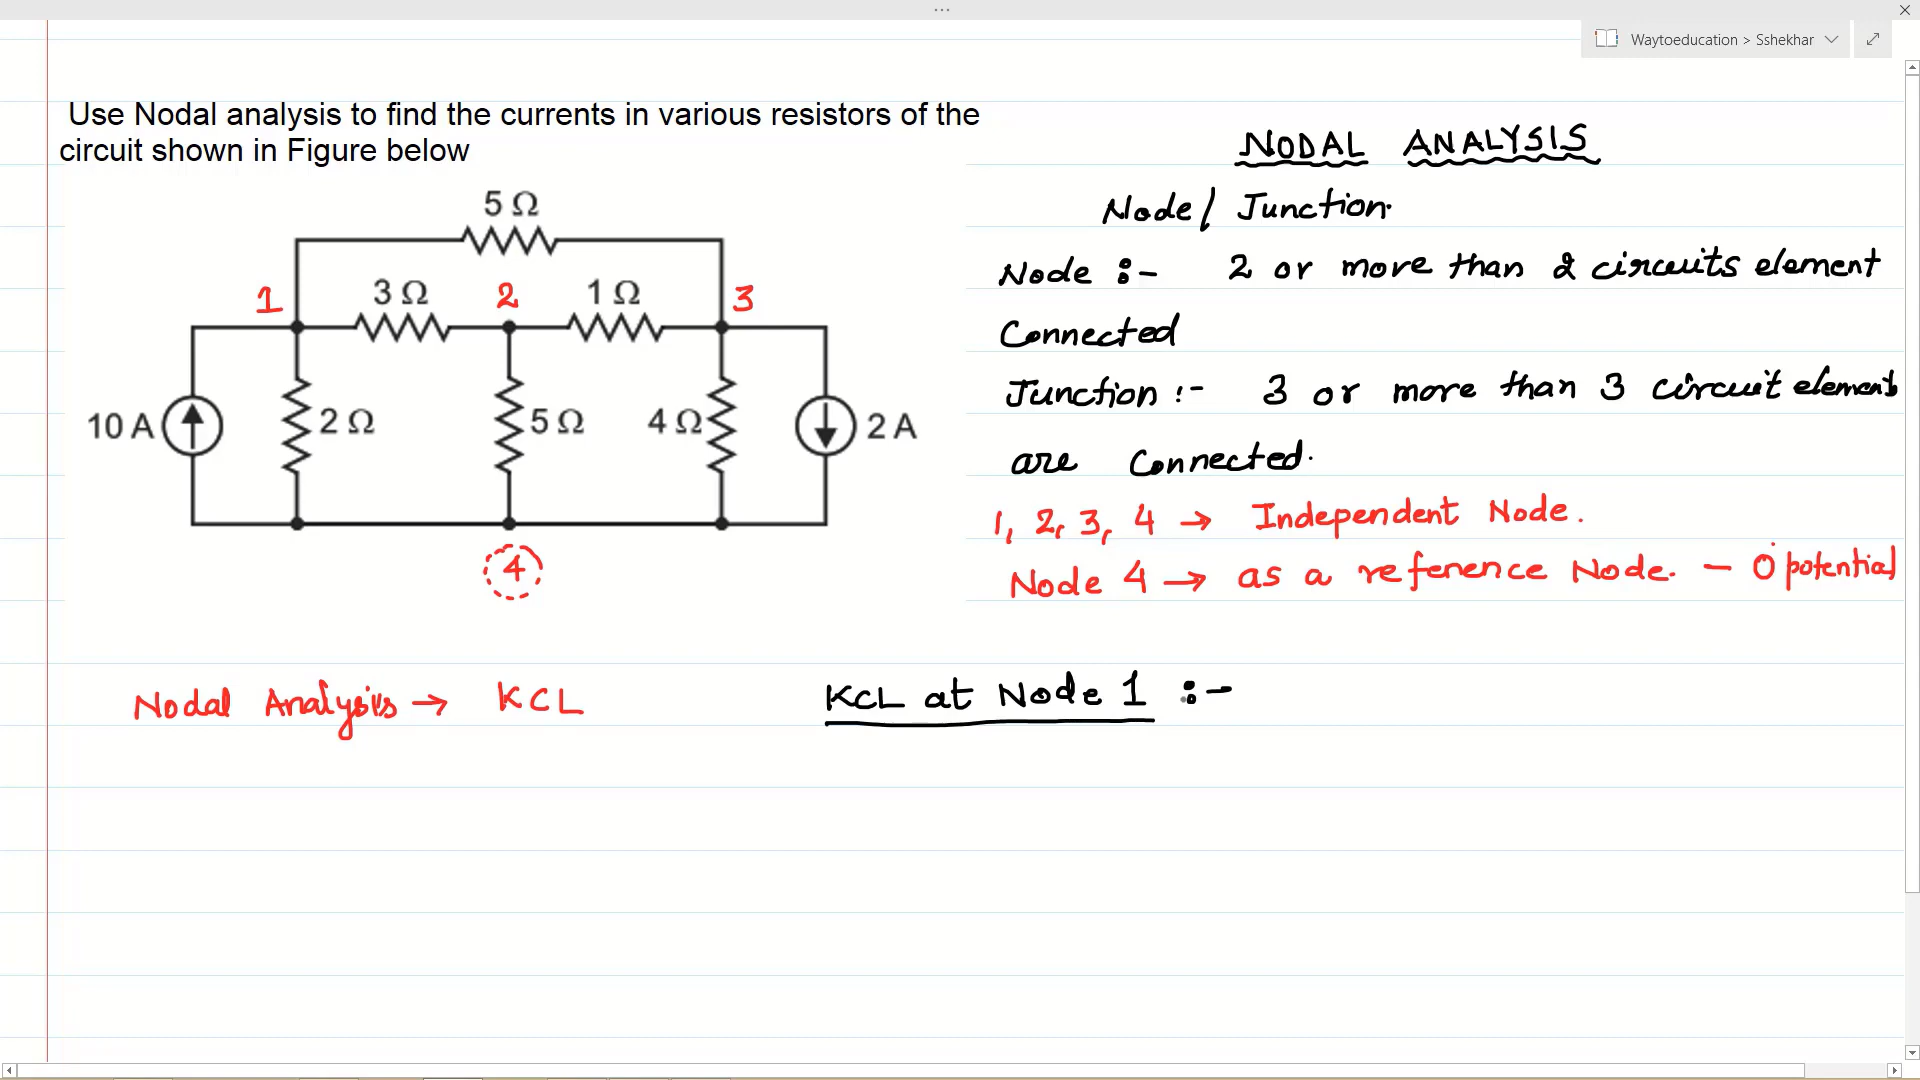 Waytoeducation > Sshekhar
Use Nodal analysis to find the currents in various resistors of the
circuit shown in Figure below
5 Ω
1
3 Ω
2
1 Ω
3
10 A
2 Ω
5 Ω
4 Ω
2 A
4
NODAL ANALYSIS
Node/ Junction.
Node :- 2 or more than 2 circuits element
Connected
Junction :- 3 or more than 3 circuit elements
are Connected.
1, 2, 3, 4 → Independent Node.
Node 4 → as a reference Node. - 0 potential
Nodal Analysis → KCL
KCL at Node 1 :-